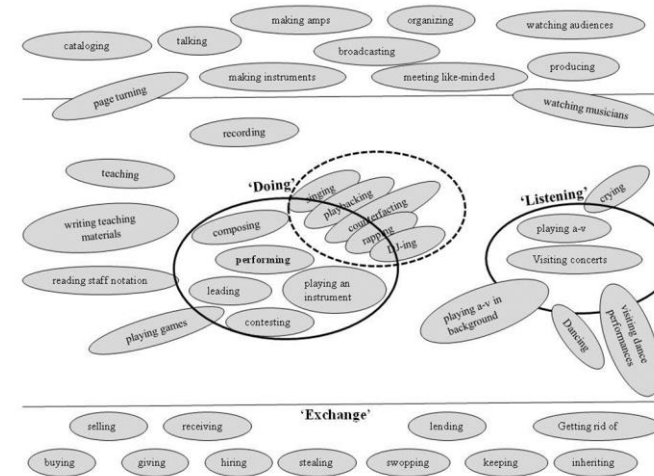 making amps
organizing
watching audiences
cataloging
talking
broadcasting
making instruments
meeting like-minded
producing
page turning
watching musicians
recording
teaching
'Doing'
singing
playbacking
counterfacting
rapping
DJ-ing
crying
'Listening'
writing teaching
materials
composing
playing a-v
performing
Visiting concerts
reading staff notation
leading
playing an
instrument
playing games
contesting
playing a-v in
background
Dancing
visiting dance
performances
'Exchange'
selling
receiving
lending
Getting rid of
buying
giving
hiring
stealing
swopping
keeping
inheriting